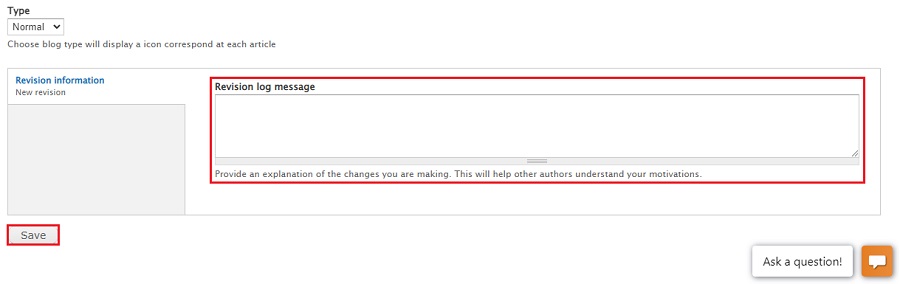 Type
Normal
Choose blog type will display a icon correspond at each article
Revision information
New revision
Revision log message
Provide an explanation of the changes you are making. This will help other authors understand your motivations.
Save
Ask a question!